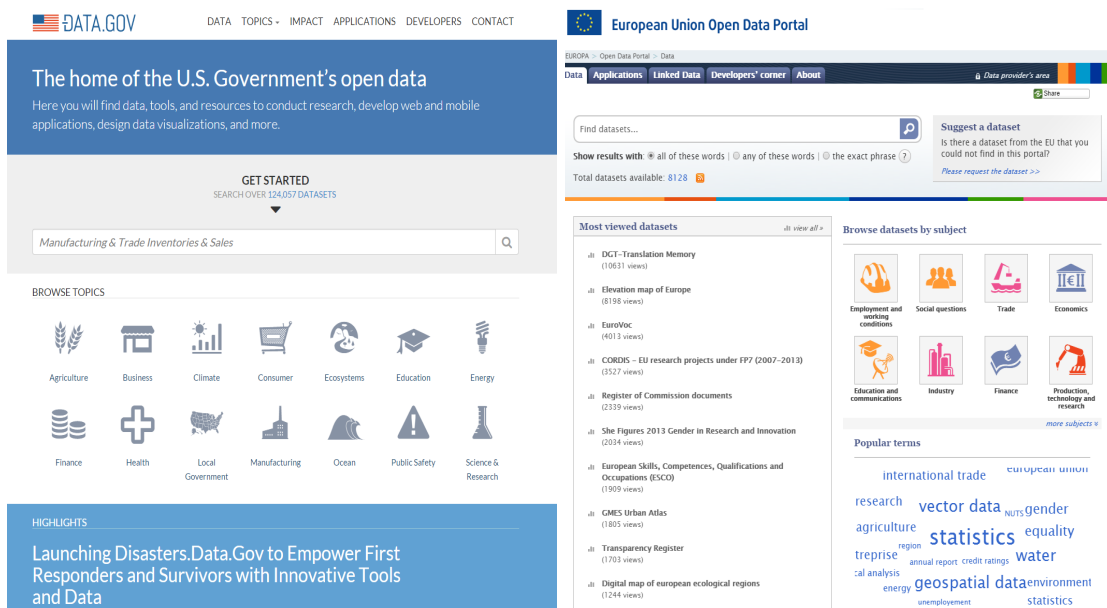 DATA.GOV
DATA TOPICS IMPACT APPLICATIONS DEVELOPERS CONTACT
The home of the U.S. Government's open data
Here you will find data, tools, and resources to conduct research, develop web and mobile
applications, design data visualizations, and more.
GET STARTED
SEARCH OVER 124,057 DATASETS
Manufacturing & Trade Inventories & Sales
BROWSE TOPICS
Agriculture Business Climate Consumer Ecosystems Education Energy
Finance Health Local Manufacturing Ocean Public Safety Science &
Government Research
HIGHLIGHTS
Launching Disasters.Data.Gov to Empower First
Responders and Survivors with Innovative Tools
and Data
European Union Open Data Portal
EUROPA > Open Data Portal > Data
Data Applications Linked Data Developers' corner About Data provider's area
Share
Find datasets...
Show results with: all of these words | any of these words | the exact phrase ?
Total datasets available: 8128
Suggest a dataset
Is there a dataset from the EU that you
could not find in this portal?
Please request the dataset >>
Most viewed datasets view all »
DGT-Translation Memory
(10631 views)
Elevation map of Europe
(8198 views)
EuroVoc
(4013 views)
CORDIS - EU research projects under FP7 (2007-2013)
(3527 views)
Register of Commission documents
(2339 views)
She Figures 2013 Gender in Research and Innovation
(2034 views)
European Skills, Competences, Qualifications and
Occupations (ESCO)
(1909 views)
GMES Urban Atlas
(1805 views)
Transparency Register
(1703 views)
Digital map of european ecological regions
(1244 views)
Browse datasets by subject
Employment and Social questions Trade Economics
working
conditions
Education and Industry Finance Production,
communications technology and
research
more subjects
Popular terms
international trade european union
research vector data NUTS gender
agriculture statistics equality
region
treprise annual report credit ratings water
cal analysis
energy geospatial data environment
unemployement statistics